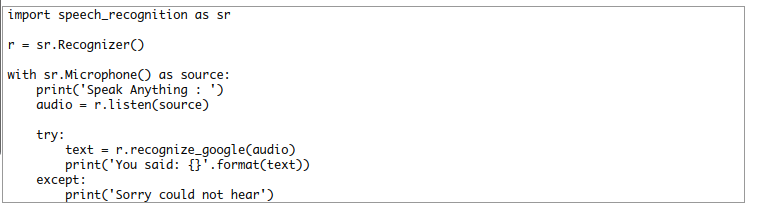 import speech_recognition as sr
r = sr.Recognizer()
with sr.Microphone() as source:
    print('Speak Anything : ')
    audio = r.listen(source)
    try:
        text = r.recognize_google(audio)
        print('You said: {}'.format(text))
    except:
        print('Sorry could not hear')